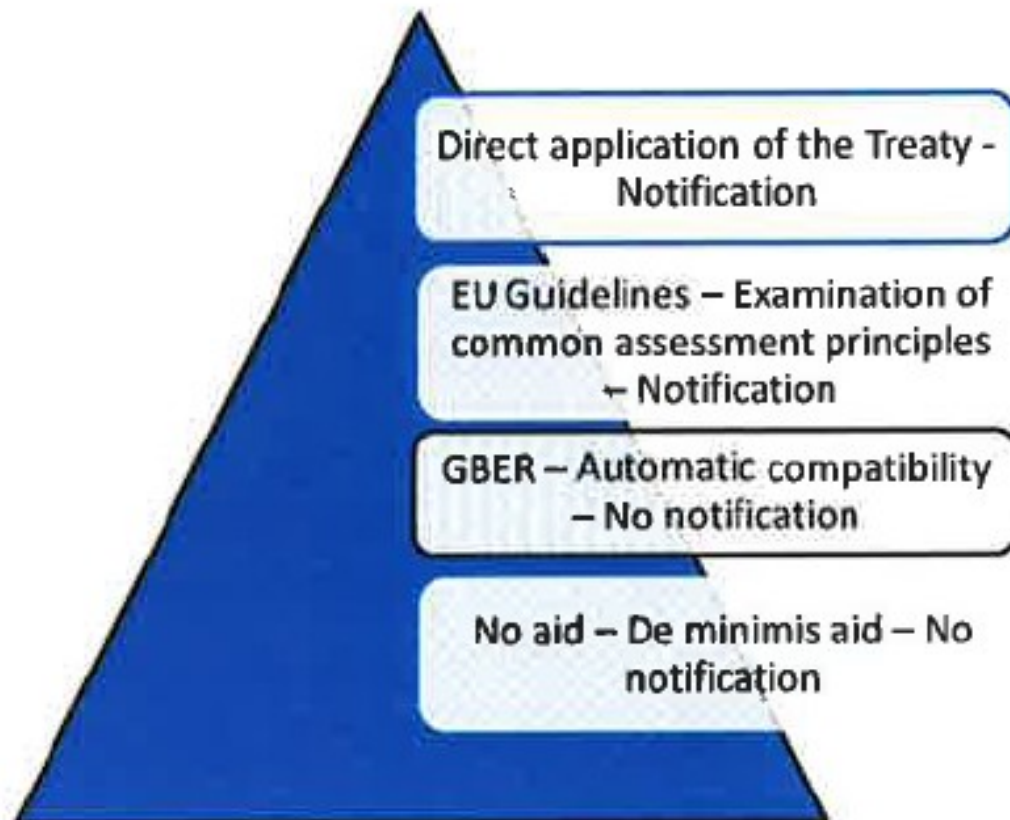 Direct application of the Treaty -
Notification
EU Guidelines – Examination of
common assessment principles
– Notification
GBER – Automatic compatibility
– No notification
No aid – De minimis aid – No
notification